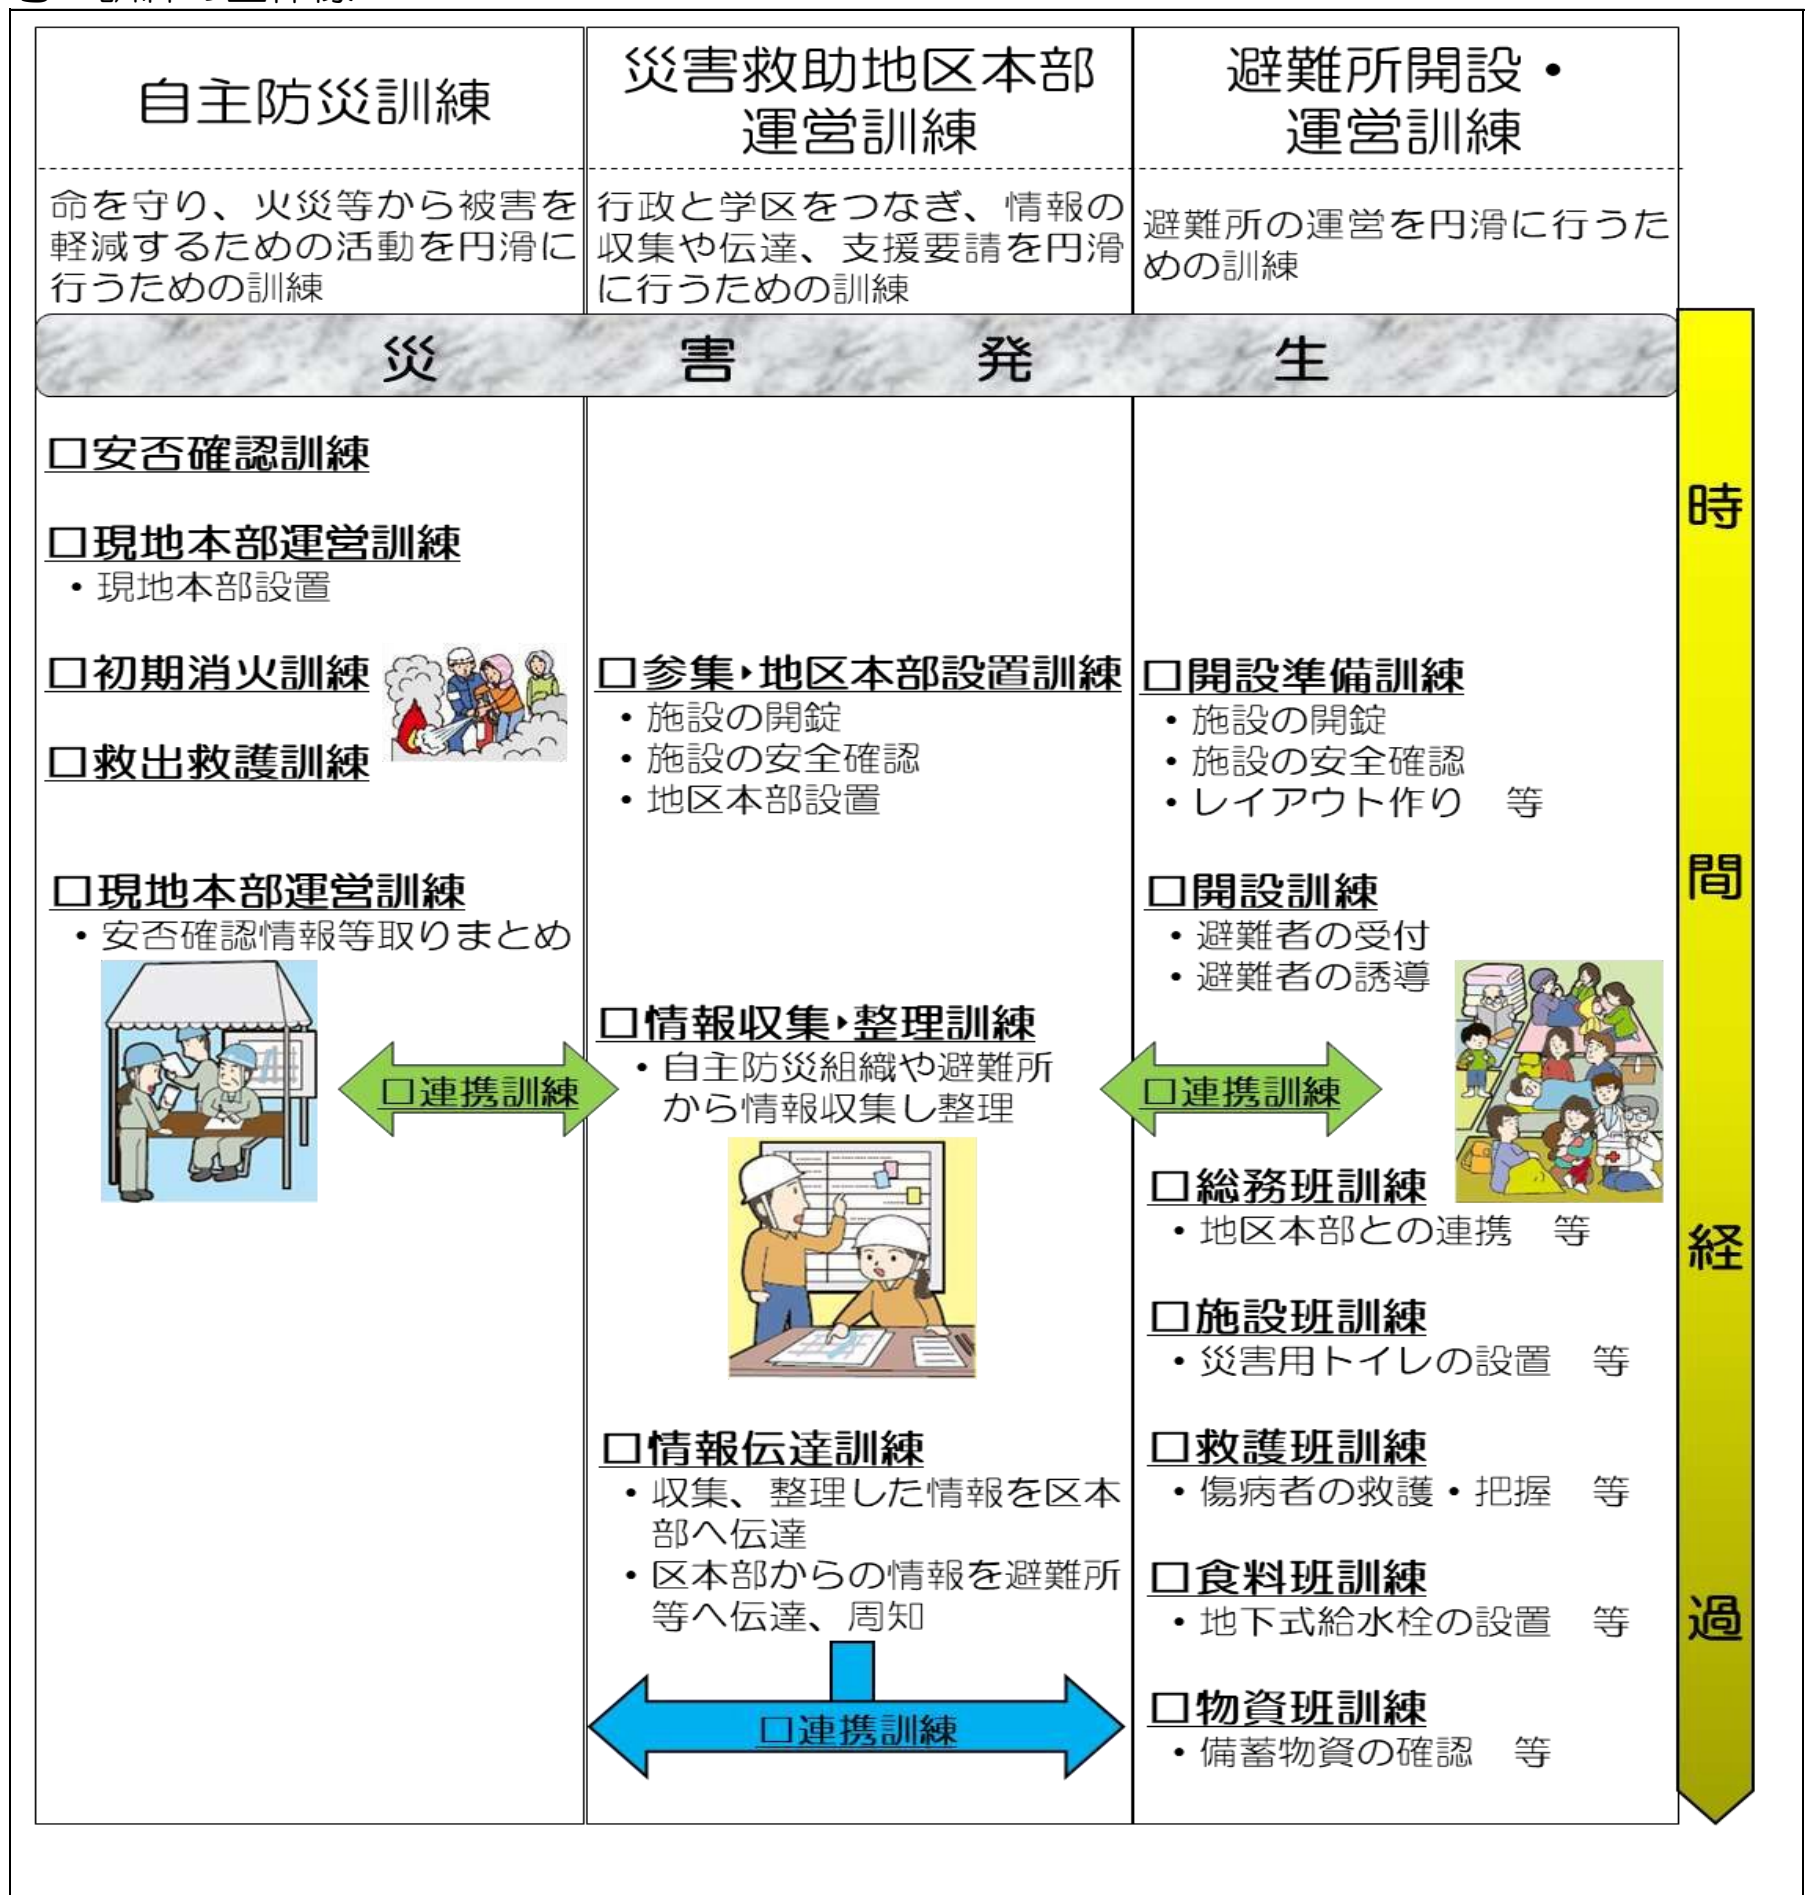 自主防災訓練
災害救助地区本部
運営訓練
避難所開設・
運営訓練
命を守り、火災等から被害を
軽減するための活動を円滑に
行うための訓練
行政と学区をつなぎ、情報の
収集や伝達、支援要請を円滑
に行うための訓練
避難所の運営を円滑に行うた
めの訓練
災害発生
□安否確認訓練
□現地本部運営訓練
・現地本部設置
□初期消火訓練
□救出救護訓練
□現地本部運営訓練
・安否確認情報等取りまとめ
□連携訓練
□参集・地区本部設置訓練
・施設の開錠
・施設の安全確認
・地区本部設置
□情報収集・整理訓練
・自主防災組織や避難所
から情報収集し整理
□情報伝達訓練
・収集、整理した情報を区本
部へ伝達
・区本部からの情報を避難所
等へ伝達、周知
□連携訓練
□連携訓練
□開設準備訓練
・施設の開錠
・施設の安全確認
・レイアウト作り　等
□開設訓練
・避難者の受付
・避難者の誘導
□総務班訓練
・地区本部との連携　等
□施設班訓練
・災害用トイレの設置　等
□救護班訓練
・傷病者の救護・把握　等
□食料班訓練
・地下式給水栓の設置　等
□物資班訓練
・備蓄物資の確認　等
時間経過